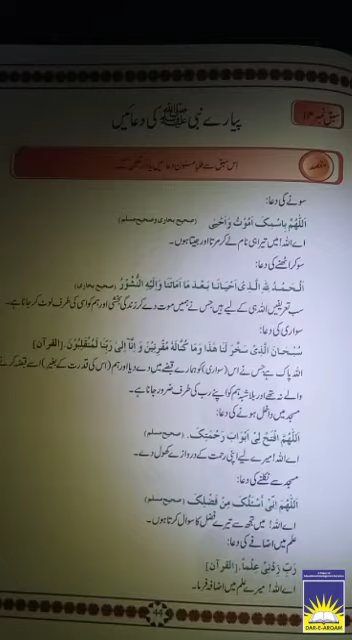 سبق نمبر ۱۳
پیارے نبی ﷺ کی دعائیں
مقصد
اس سبق سے طلبا مسنون دعائیں
سونے کی دعا:
اَللّٰھُمَّ بِاسْمِکَ اَمُوْتُ وَاَحْیٰی (صحیح بخاری و صحیح مسلم)
اے اللہ! میں تیرا ہی نام لے کر مرتا اور جیتا ہوں۔
سو کر اٹھنے کی دعا:
اَلْحَمْدُ لِلّٰہِ الَّذِیْ اَحْیَانَا بَعْدَ مَا اَمَاتَنَا وَاِلَیْہِ النُّشُوْرُ (صحیح بخاری)
سب تعریفیں اللہ ہی کے لیے ہیں جس نے ہمیں موت دے کر زندگی بخشی اور ہم کو اسی کی طرف لوٹ کر جانا ہے۔
سواری کی دعا:
سُبْحَانَ الَّذِیْ سَخَّرَ لَنَا ھٰذَا وَمَا کُنَّا لَہٗ مُقْرِنِیْنَ وَ اِنَّا اِلٰی رَبِّنَا لَمُنْقَلِبُوْنَ۔ {القرآن}
اللہ پاک ہے جس نے اس (سواری) کو ہمارے قبضے میں دے دیا اور ہم (اس کی قدرت کے بغیر) اسے قبضہ کرنے
والے نہ تھے اور بلاشبہ ہم کو اپنے رب کی طرف ضرور جانا ہے۔
مسجد میں داخل ہونے کی دعا:
اَللّٰھُمَّ افْتَحْ لِیْ اَبْوَابَ رَحْمَتِکَ۔ (صحیح مسلم)
اے اللہ! میرے لیے اپنی رحمت کے دروازے کھول دے۔
مسجد سے نکلنے کی دعا:
اَللّٰھُمَّ اِنِّیْ اَسْئَلُکَ مِنْ فَضْلِکَ (صحیح مسلم)
اے اللہ! میں تجھ سے تیرے فضل کا سوال کرتا ہوں۔
علم میں اضافے کی دعا:
رَبِّ زِدْنِیْ عِلْماً۔ {القرآن}
اے اللہ! میرے علم میں اضافہ فرما۔
44
DAR-E-ARQAM